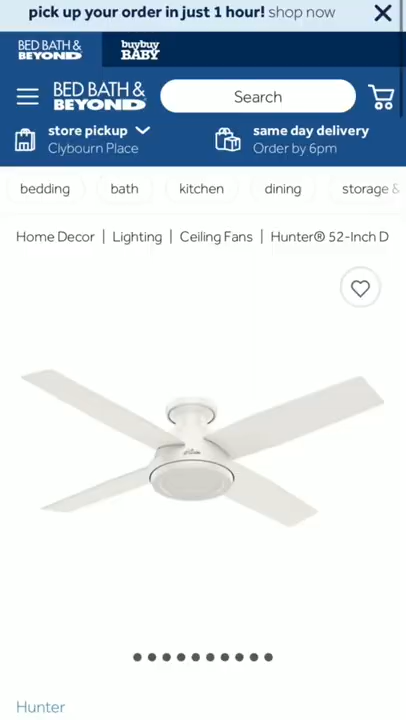 pick up your order in just 1 hour! shop now
BED BATH &
BEYOND
buybuy
BABY
BED BATH &
BEYOND
Search
store pickup
Clybourn Place
same day delivery
Order by 6pm
bedding
bath
kitchen
dining
storage &
Home Decor | Lighting | Ceiling Fans | Hunter® 52-Inch D
Hunter